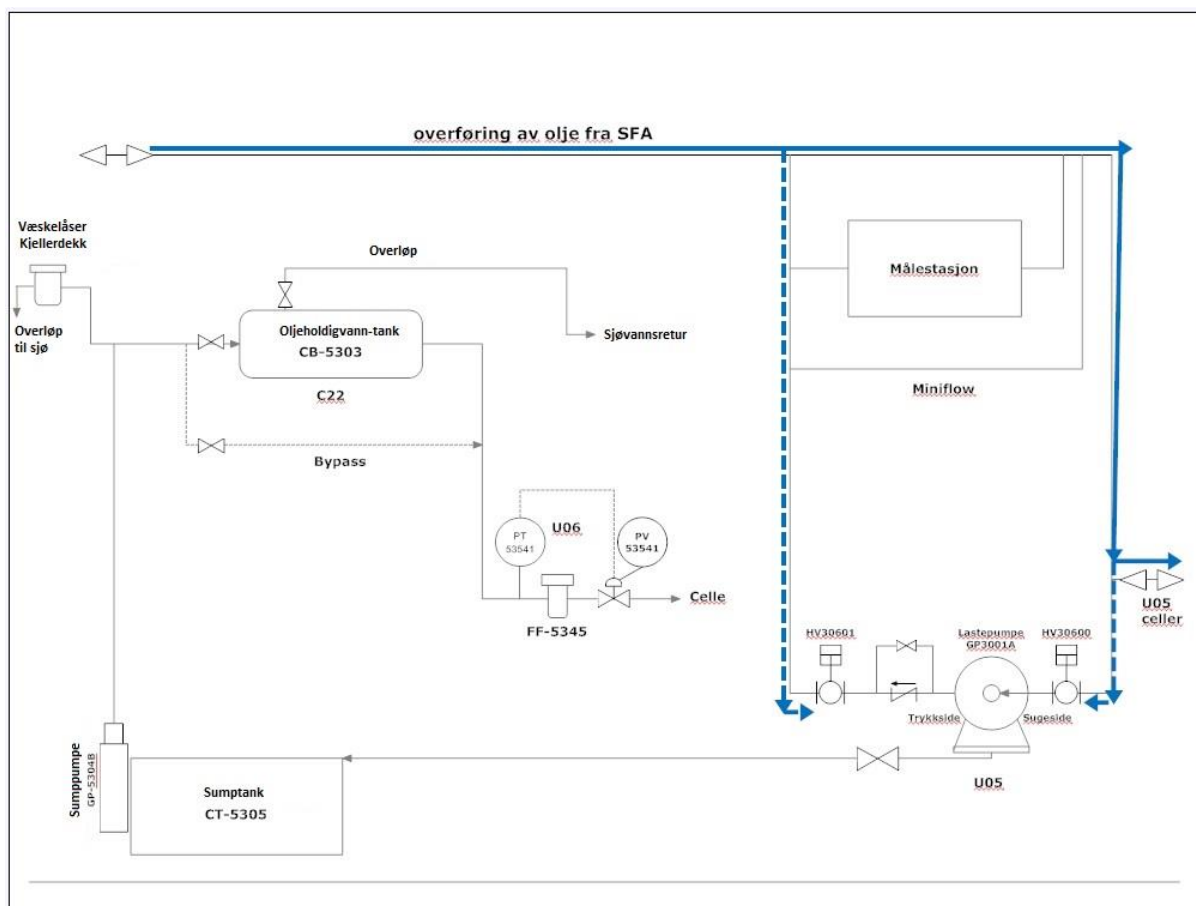 overføring av olje fra SFA
Væskelåser
Kjellerdekk
Overløp
til sjø
Overløp
Sjøvannsretur
Oljeholdigvann-tank
CB-5303
C22
Bypass
Målestasjon
Miniflow
U06
PT
53541
PV
53541
FF-5345
Celle
U05
celler
HV30601
Lastepumpe
GP3001A
HV30600
Trykkside
Sugeside
U05
Sumppumpe
GP-5304B
Sumptank
CT-5305